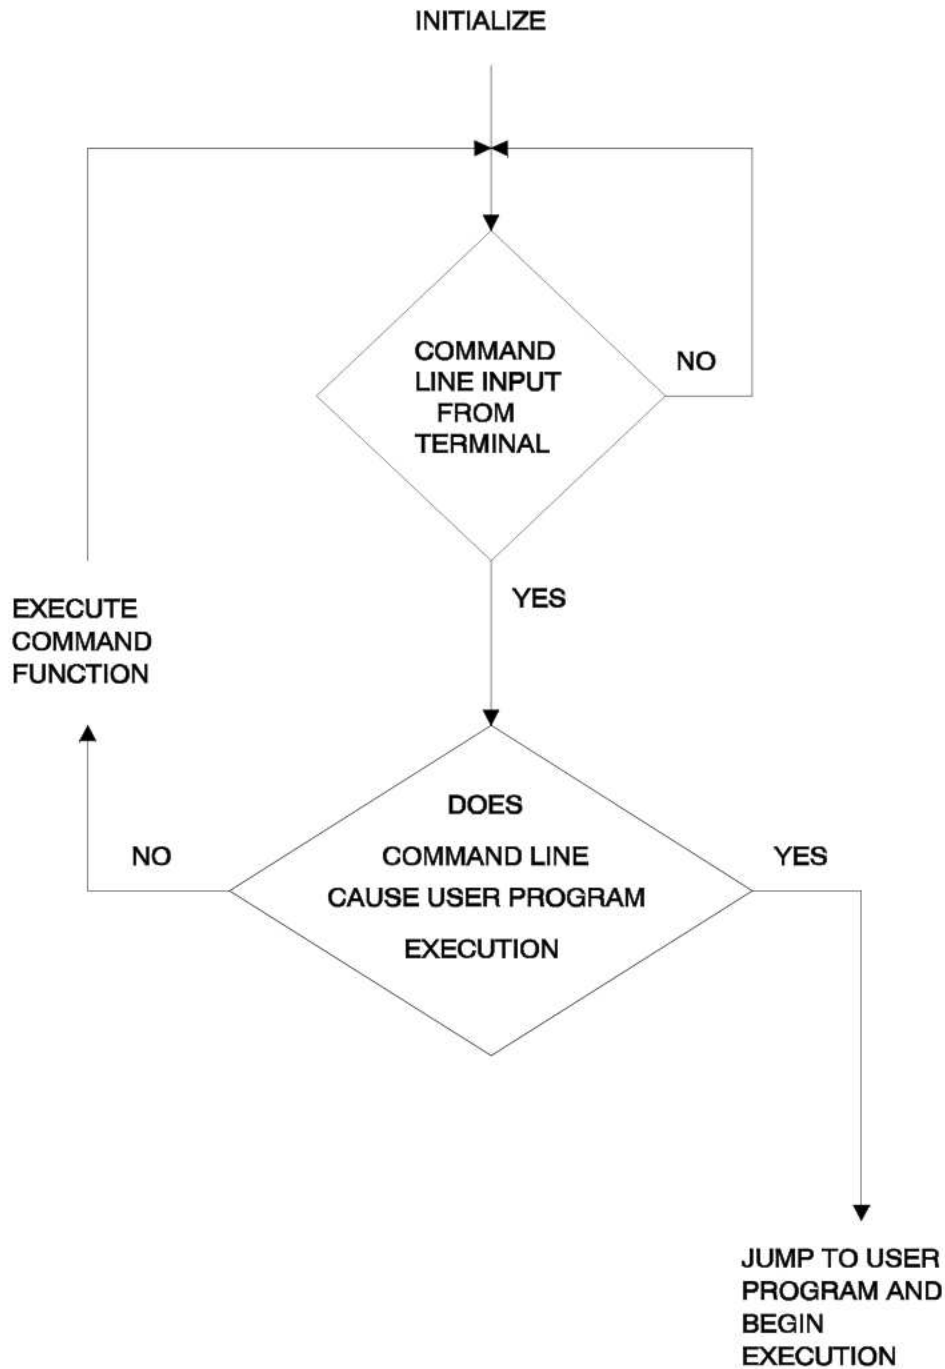 INITIALIZE
COMMAND
LINE INPUT
FROM
TERMINAL
NO
YES
EXECUTE
COMMAND
FUNCTION
DOES
COMMAND LINE
CAUSE USER PROGRAM
EXECUTION
NO
YES
JUMP TO USER
PROGRAM AND
BEGIN
EXECUTION